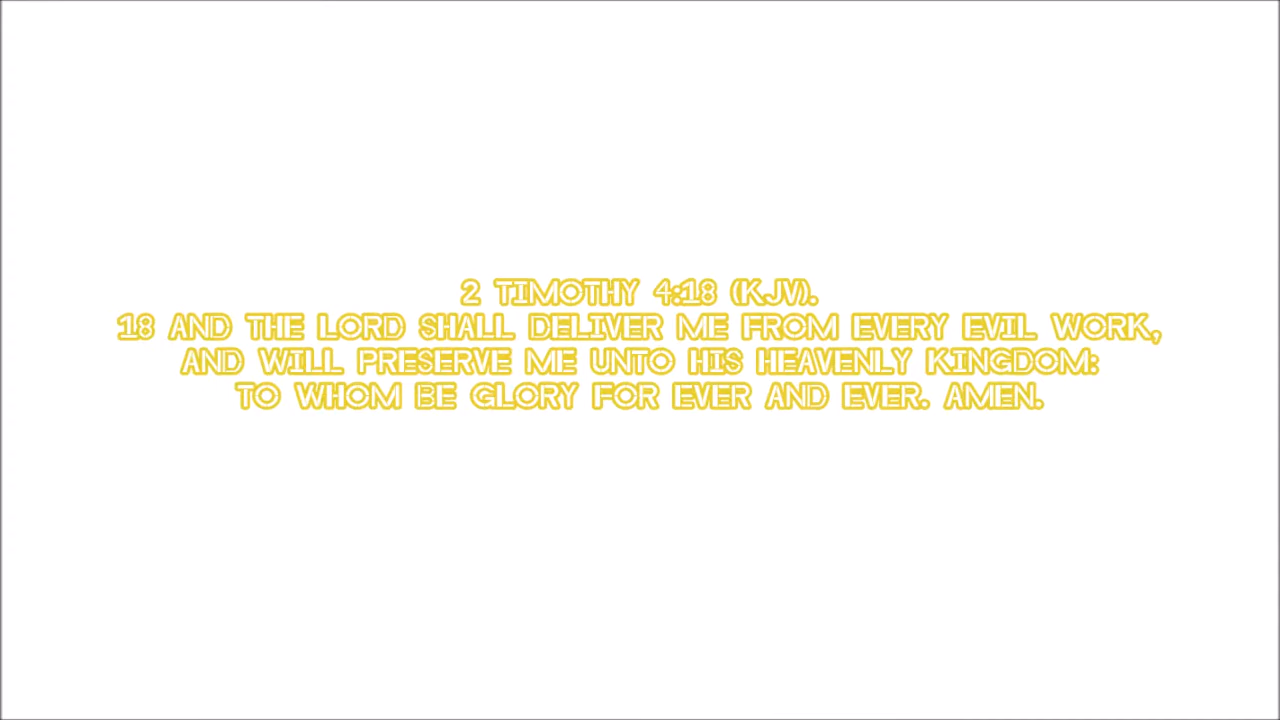 2 TIMOTHY 4:18 (KJV).
18 AND THE LORD SHALL DELIVER ME FROM EVERY EVIL WORK,
AND WILL PRESERVE ME UNTO HIS HEAVENLY KINGDOM:
TO WHOM BE GLORY FOR EVER AND EVER. AMEN.